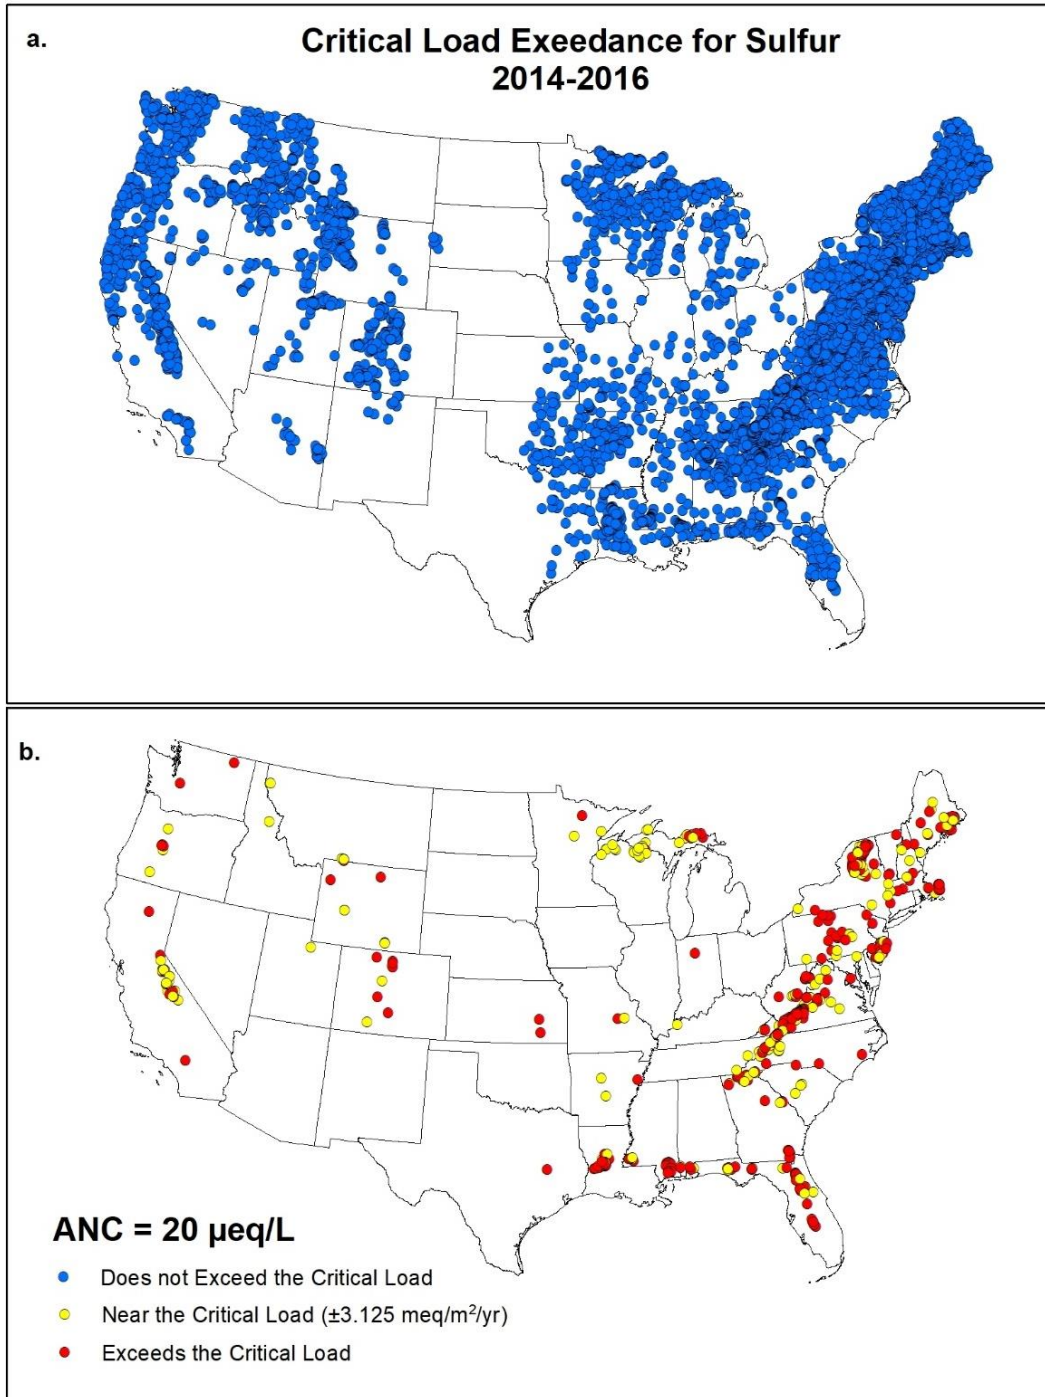 a.
Critical Load Exeedance for Sulfur
2014-2016
b.
ANC = 20 µeq/L
Does not Exceed the Critical Load
Near the Critical Load (±3.125 meq/m²/yr)
Exceeds the Critical Load